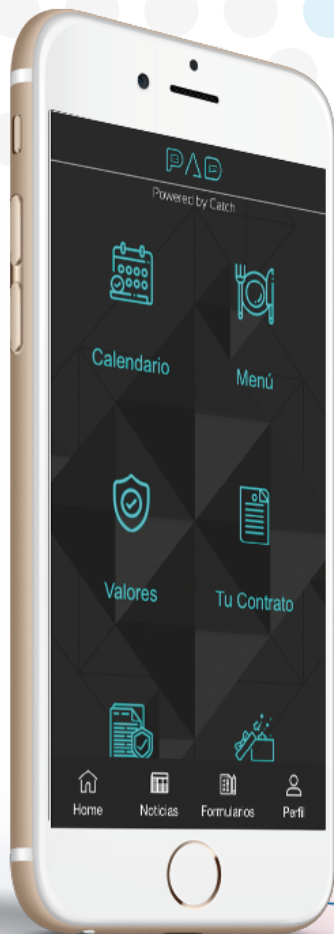 PAD
Powered by Catch
Calendario
Menú
Valores
Tu Contrato
Home
Noticias
Formularios
Perfil